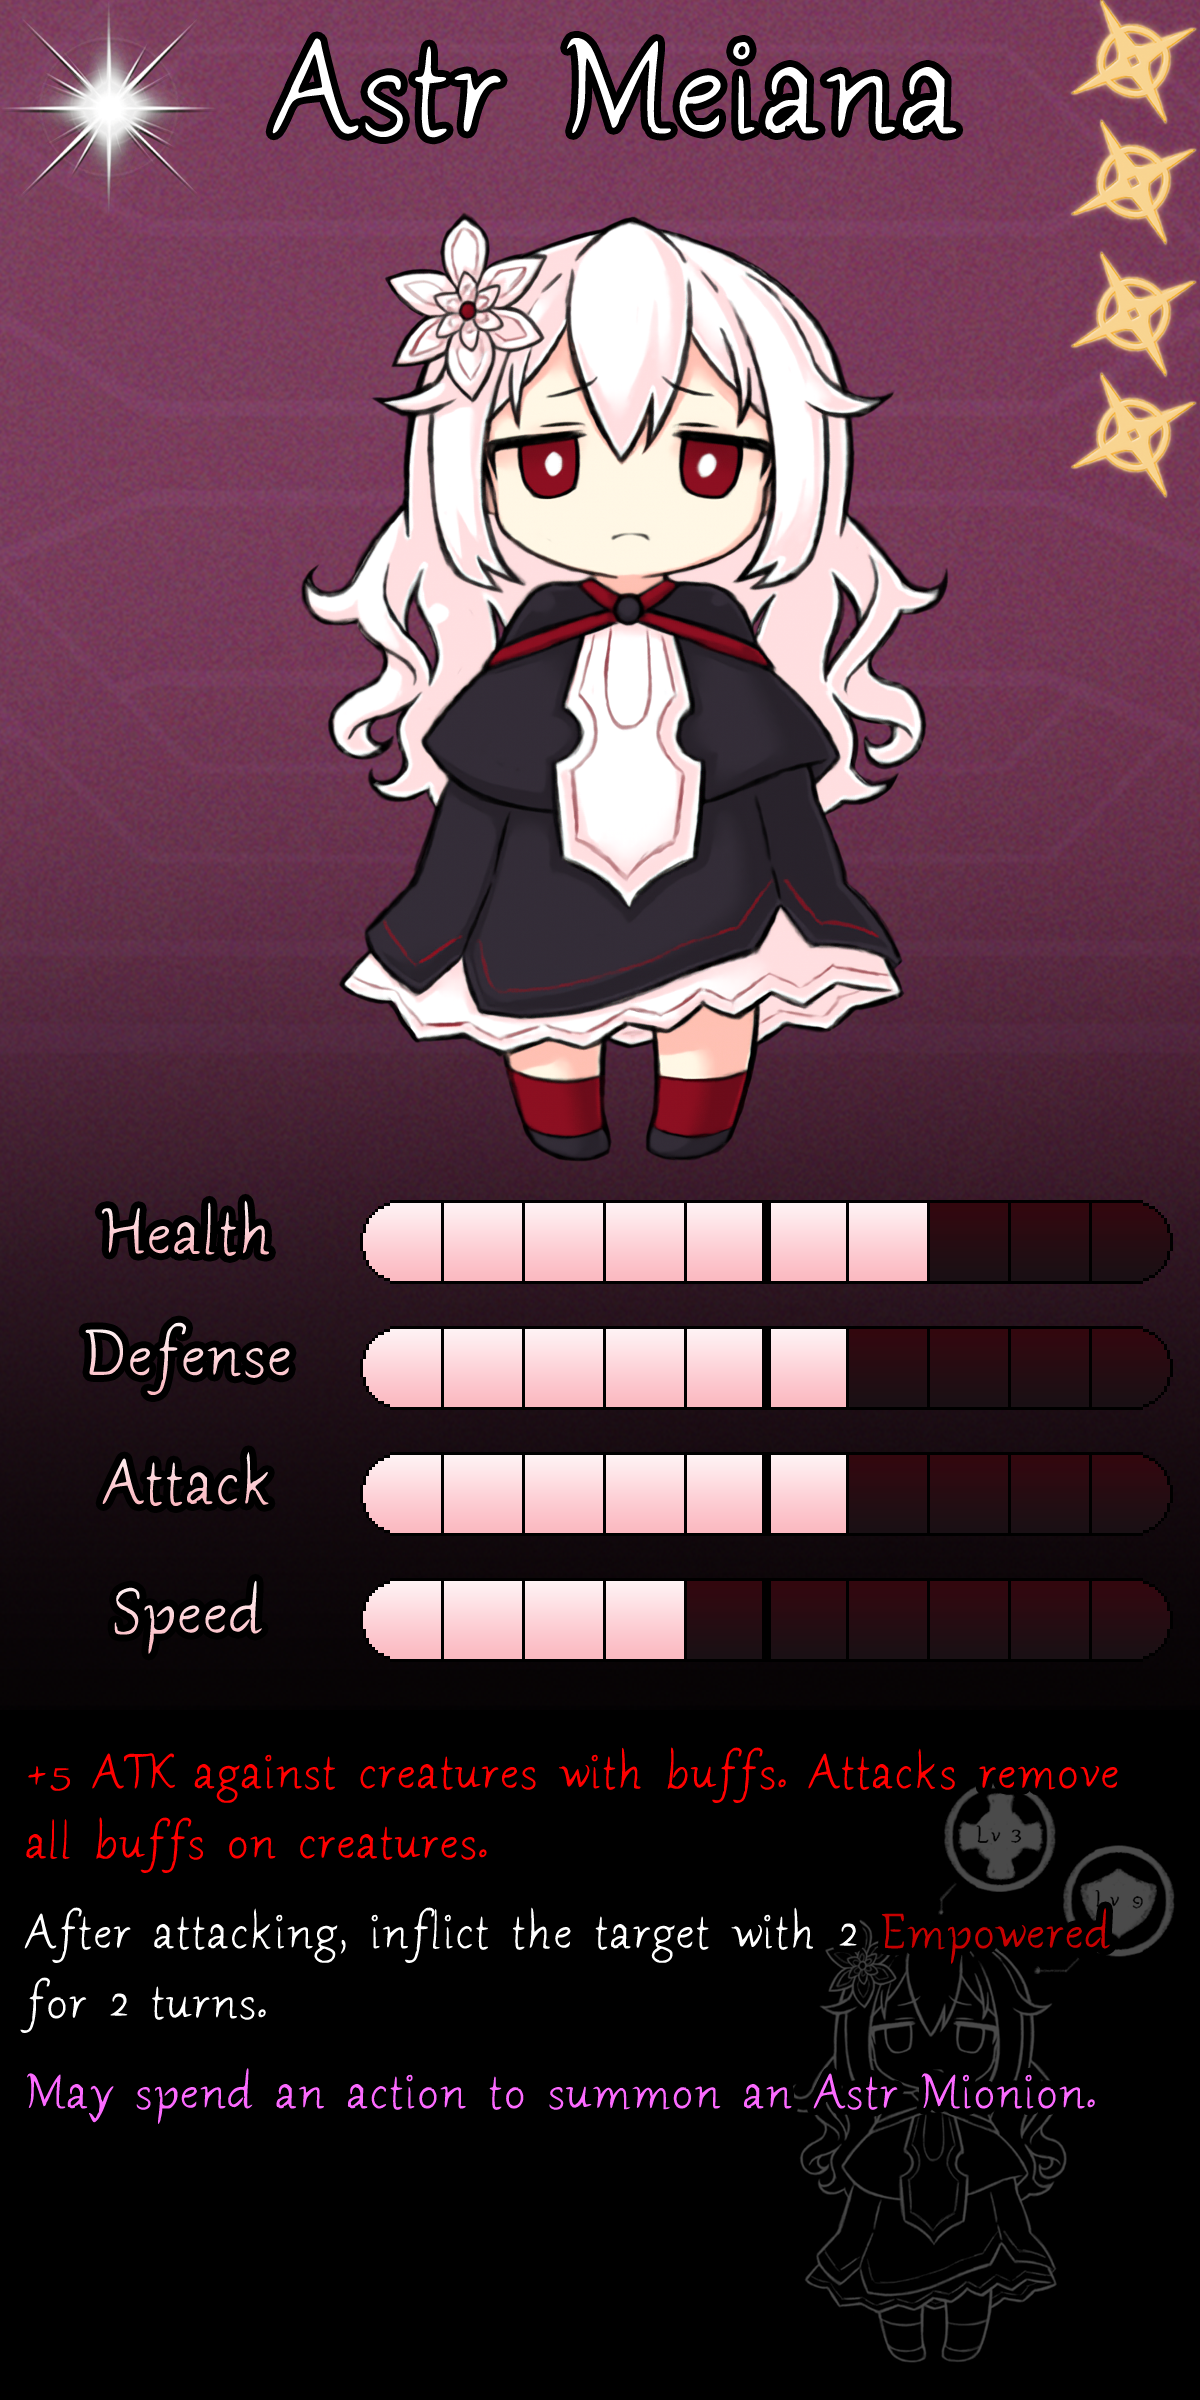 Astr Meiana
Health
Defense
Attack
Speed
+5 ATK against creatures with buffs. Attacks remove
all buffs on creatures.
Lv 3
Lv 9
After attacking, inflict the target with 2 Empowered
for 2 turns.
May spend an action to summon an Astr Mionion.